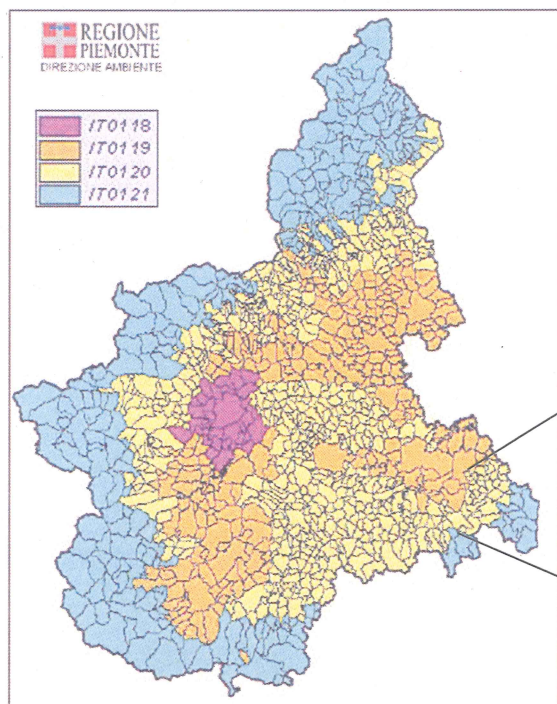 REGIONE
PIEMONTE
DIREZIONE AMBIENTE
IT0118
IT0119
IT0120
IT0121